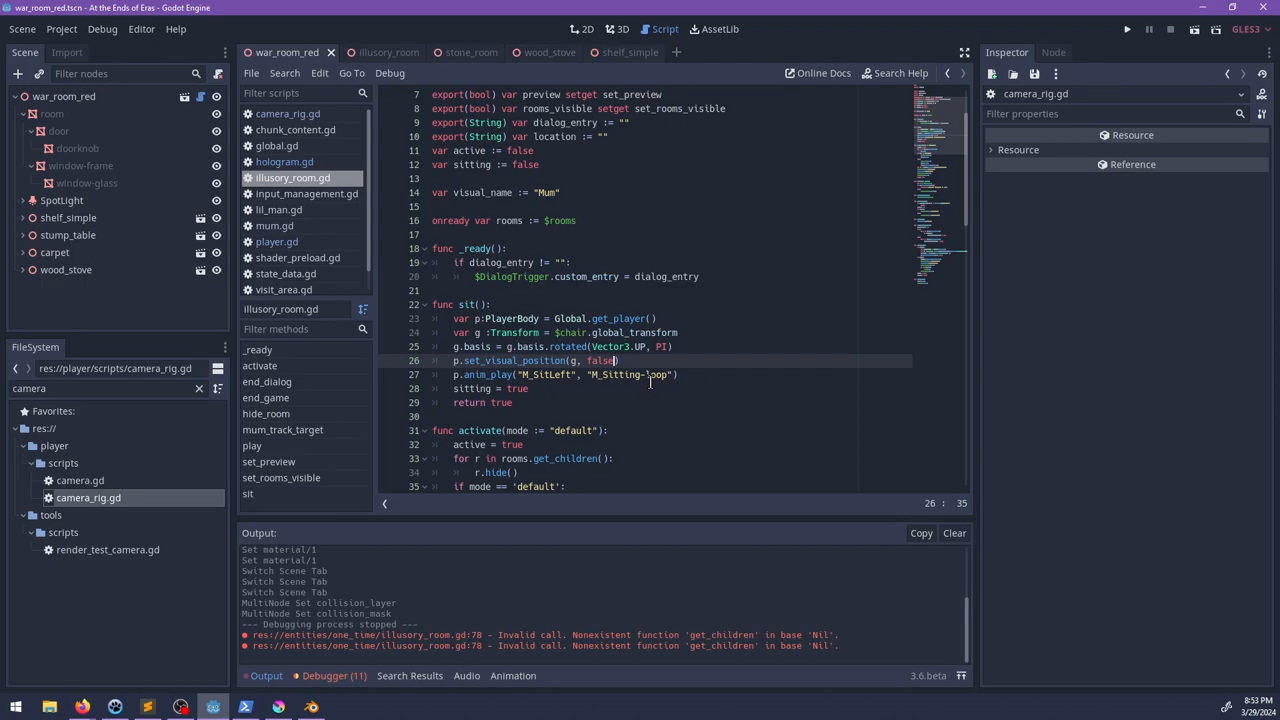 war_room_red.tscn - At the Ends of Eras - Godot Engine
Scene Project Debug Editor Help
2D 3D Script AssetLib
GLES3
Scene Import
Filter nodes
war_room_red
room
door
doorknob
window-frame
window-glass
SpotLight
shelf_simple
stump_table
carpet
wood_stove
FileSystem
res://player/scripts/camera_rig.gd
camera
Favorites:
res://
player
scripts
camera.gd
camera_rig.gd
tools
scripts
render_test_camera.gd
war_room_red illusory_room stone_room wood_stove shelf_simple
File Search Edit Go To Debug
Online Docs Search Help
Filter scripts
camera_rig.gd
chunk_content.gd
global.gd
hologram.gd
illusory_room.gd
input_management.gd
lil_man.gd
mum.gd
player.gd
shader_preload.gd
state_data.gd
visit_area.gd
illusory_room.gd
Filter methods
_ready
activate
end_dialog
end_game
hide_room
mum_track_target
play
set_preview
set_rooms_visible
sit
7 export(bool) var preview setget set_preview
8 export(bool) var rooms_visible setget set_rooms_visible
9 export(String) var dialog_entry := ""
10 export(String) var location := ""
11 var active := false
12 var sitting := false
13
14 var visual_name := "Mum"
15
16 onready var rooms := $rooms
17
18 func _ready():
19 if dialog_entry != "":
20 $DialogTrigger.custom_entry = dialog_entry
21
22 func sit():
23 var p:PlayerBody = Global.get_player()
24 var g :Transform = $chair.global_transform
25 g.basis = g.basis.rotated(Vector3.UP, PI)
26 p.set_visual_position(g, false)
27 p.anim_play("M_SitLeft", "M_Sitting-loop")
28 sitting = true
29 return true
30
31 func activate(mode := "default"):
32 active = true
33 for r in rooms.get_children():
34 r.hide()
35 if mode == 'default':
26 : 35
Output:
Copy Clear
Set material/1
Set material/1
Switch Scene Tab
Switch Scene Tab
Switch Scene Tab
MultiNode Set collision_layer
MultiNode Set collision_mask
--- Debugging process stopped ---
res://entities/one_time/illusory_room.gd:78 - Invalid call. Nonexistent function 'get_children' in base 'Nil'.
res://entities/one_time/illusory_room.gd:78 - Invalid call. Nonexistent function 'get_children' in base 'Nil'.
Output Debugger (11) Search Results Audio Animation
3.6.beta
Inspector Node
camera_rig.gd
Filter properties
Resource
Resource
Reference
8:53 PM
3/29/2024